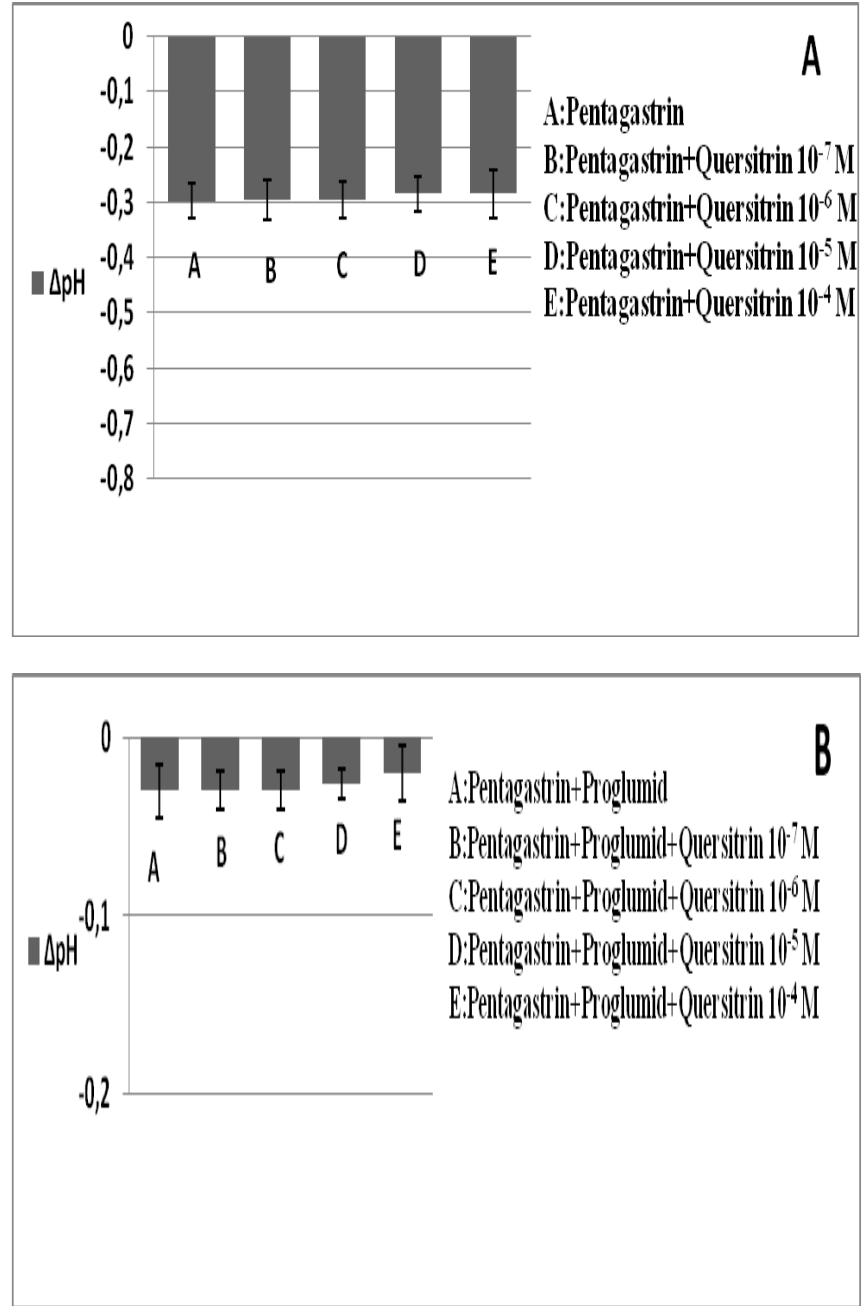 A
0
-0,1
-0,2
-0,3
-0,4
-0,5
-0,6
-0,7
-0,8
ΔpH
A B C D E
A:Pentagastrin
B:Pentagastrin+Quersitrin 10⁻⁷ M
C:Pentagastrin+Quersitrin 10⁻⁶ M
D:Pentagastrin+Quersitrin 10⁻⁵ M
E:Pentagastrin+Quersitrin 10⁻⁴ M
B
0
-0,1
-0,2
ΔpH
A B C D E
A:Pentagastrin+Proglumid
B:Pentagastrin+Proglumid+Quersitrin 10⁻⁷ M
C:Pentagastrin+Proglumid+Quersitrin 10⁻⁶ M
D:Pentagastrin+Proglumid+Quersitrin 10⁻⁵ M
E:Pentagastrin+Proglumid+Quersitrin 10⁻⁴ M